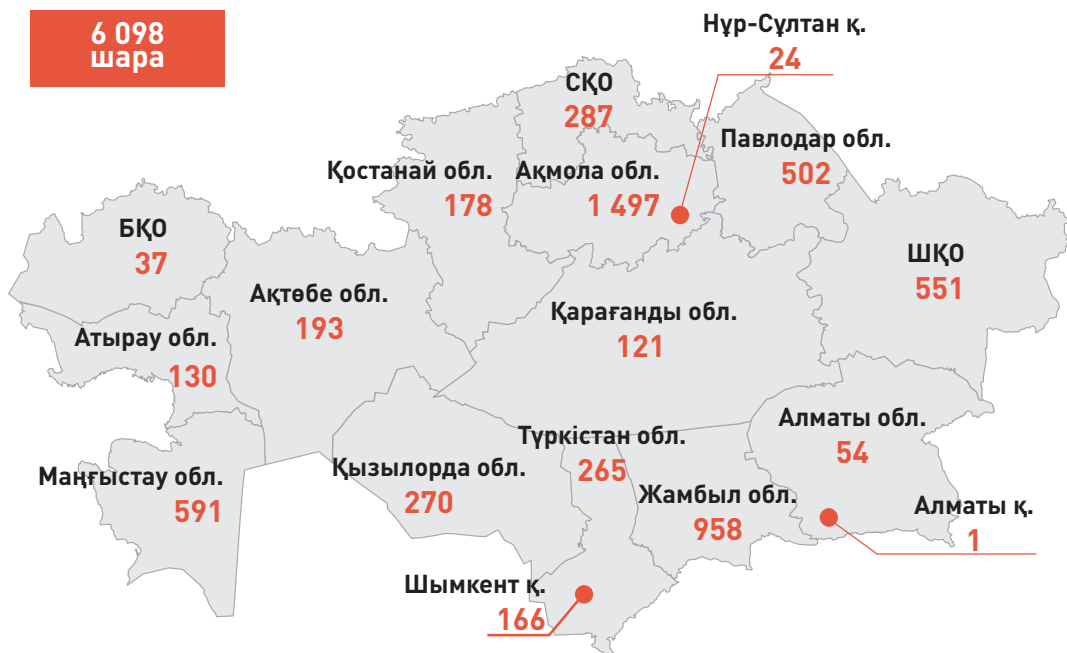 6 098
шара
Нұр-Сұлтан қ.
24
СҚО
287
Павлодар обл.
502
Қостанай обл.
178
Ақмола обл.
1 497
БҚО
37
ШҚО
551
Ақтөбе обл.
193
Қарағанды обл.
121
Атырау обл.
130
Алматы обл.
54
Түркістан обл.
265
Маңғыстау обл.
591
Қызылорда обл.
270
Жамбыл обл.
958
Алматы қ.
1
Шымкент қ.
166